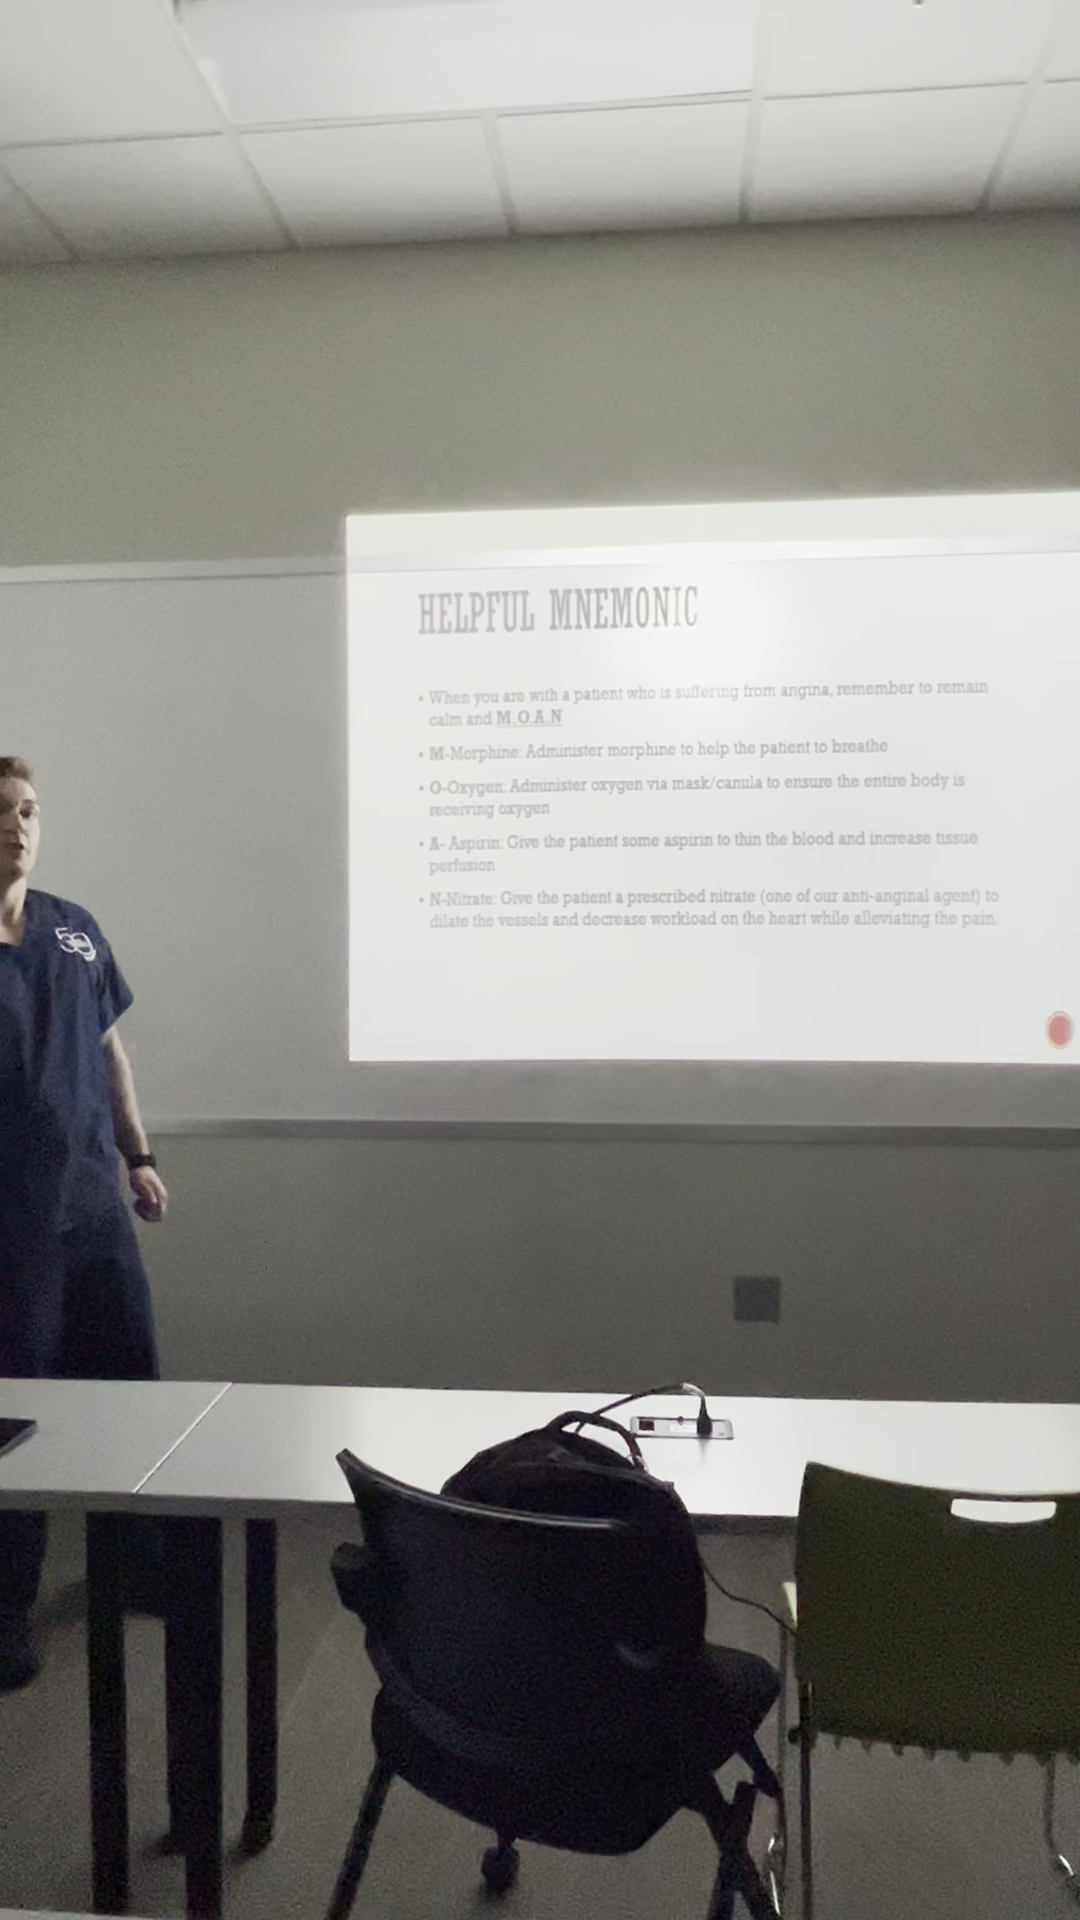 HELPFUL MNEMONIC
• When you are with a patient who is suffering from angina, remember to remain
calm and M.O.A.N
• M-Morphine: Administer morphine to help the patient to breathe
• O-Oxygen: Administer oxygen via mask/canula to ensure the entire body is
receiving oxygen
• A- Aspirin: Give the patient some aspirin to thin the blood and increase tissue
perfusion
• N-Nitrate: Give the patient a prescribed nitrate (one of our anti-anginal agent) to
dilate the vessels and decrease workload on the heart while alleviating the pain.
50